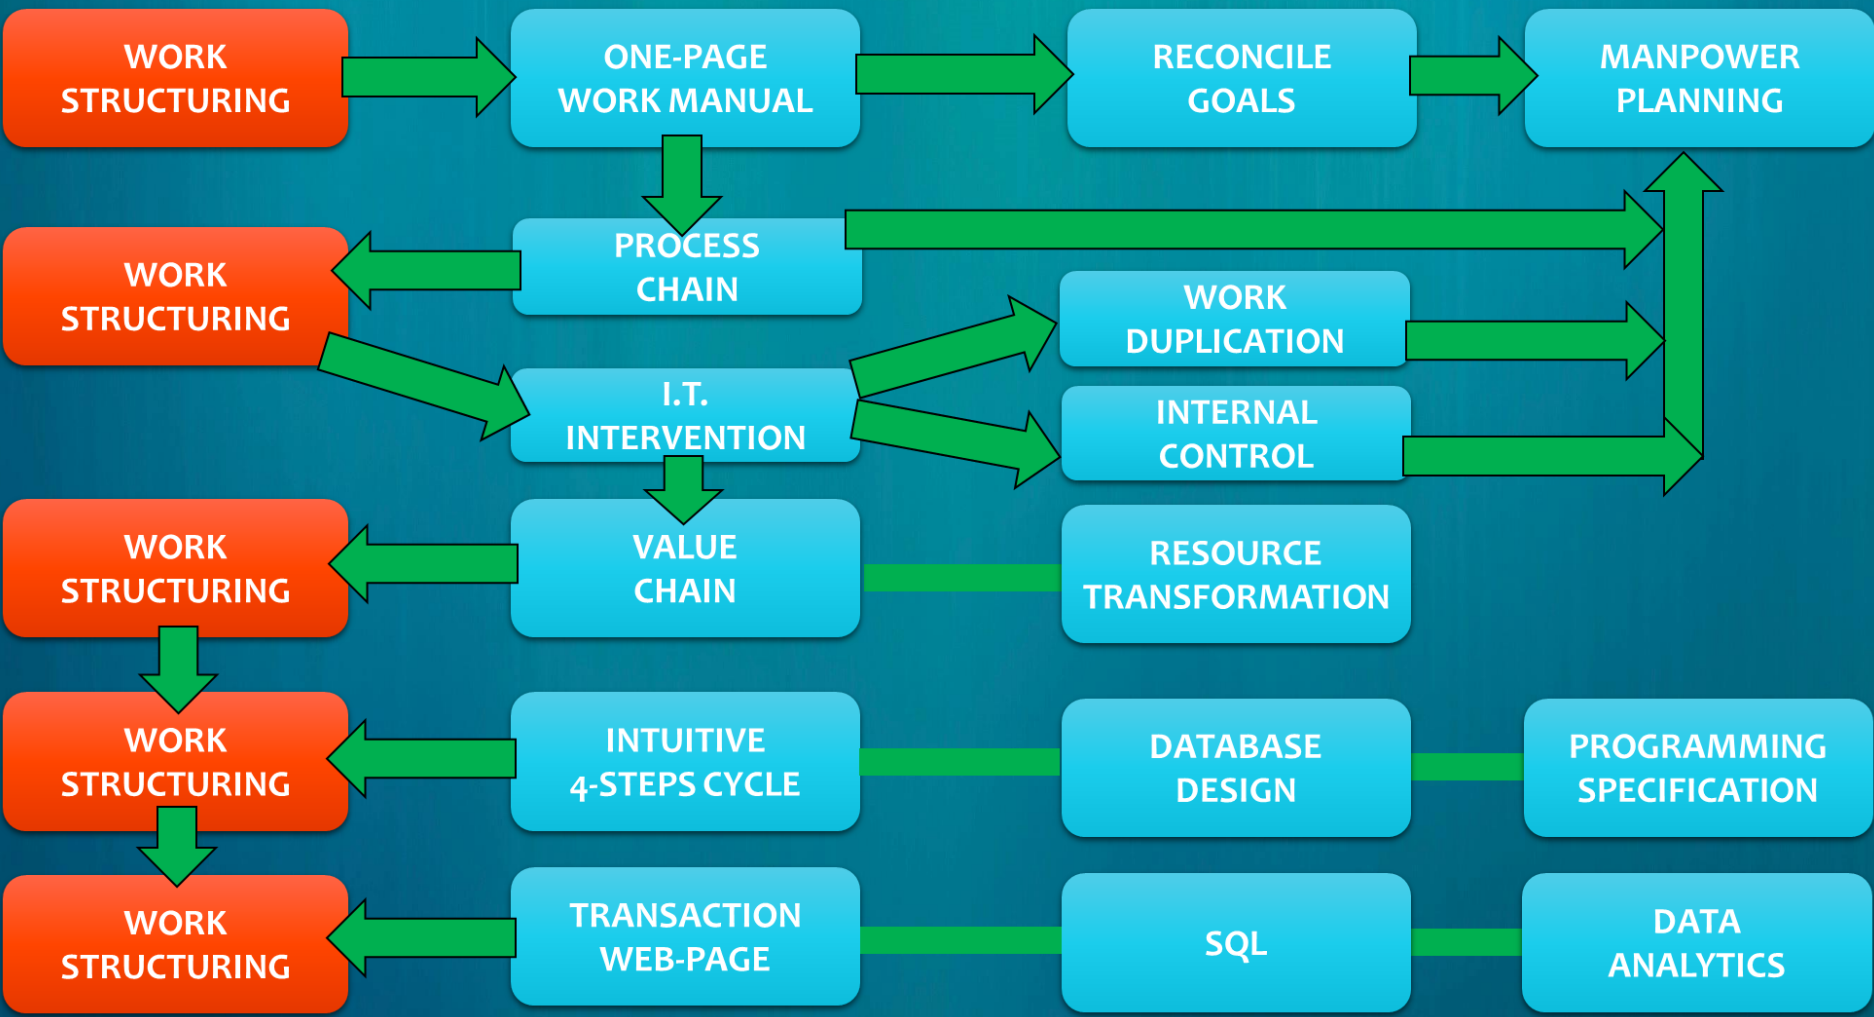 WORK
STRUCTURING
ONE-PAGE
WORK MANUAL
RECONCILE
GOALS
MANPOWER
PLANNING
WORK
STRUCTURING
PROCESS
CHAIN
WORK
DUPLICATION
I.T.
INTERVENTION
INTERNAL
CONTROL
WORK
STRUCTURING
VALUE
CHAIN
RESOURCE
TRANSFORMATION
WORK
STRUCTURING
INTUITIVE
4-STEPS CYCLE
DATABASE
DESIGN
PROGRAMMING
SPECIFICATION
WORK
STRUCTURING
TRANSACTION
WEB-PAGE
SQL
DATA
ANALYTICS